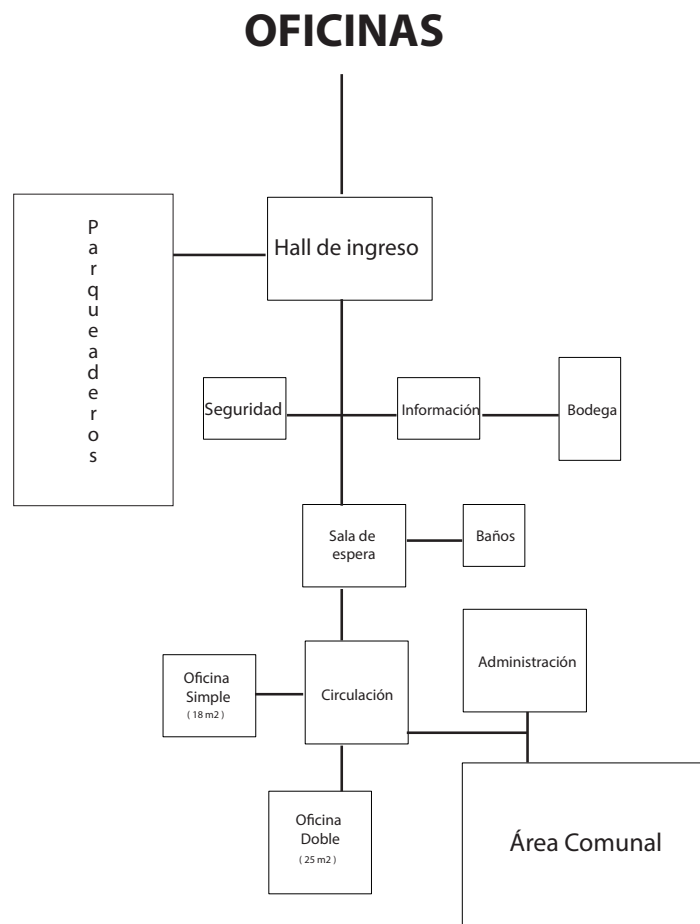 OFICINAS
Parqueaderos
Hall de ingreso
Seguridad
Información
Bodega
Sala de
espera
Baños
Oficina
Simple
( 18 m2 )
Circulación
Administración
Oficina
Doble
( 25 m2 )
Área Comunal